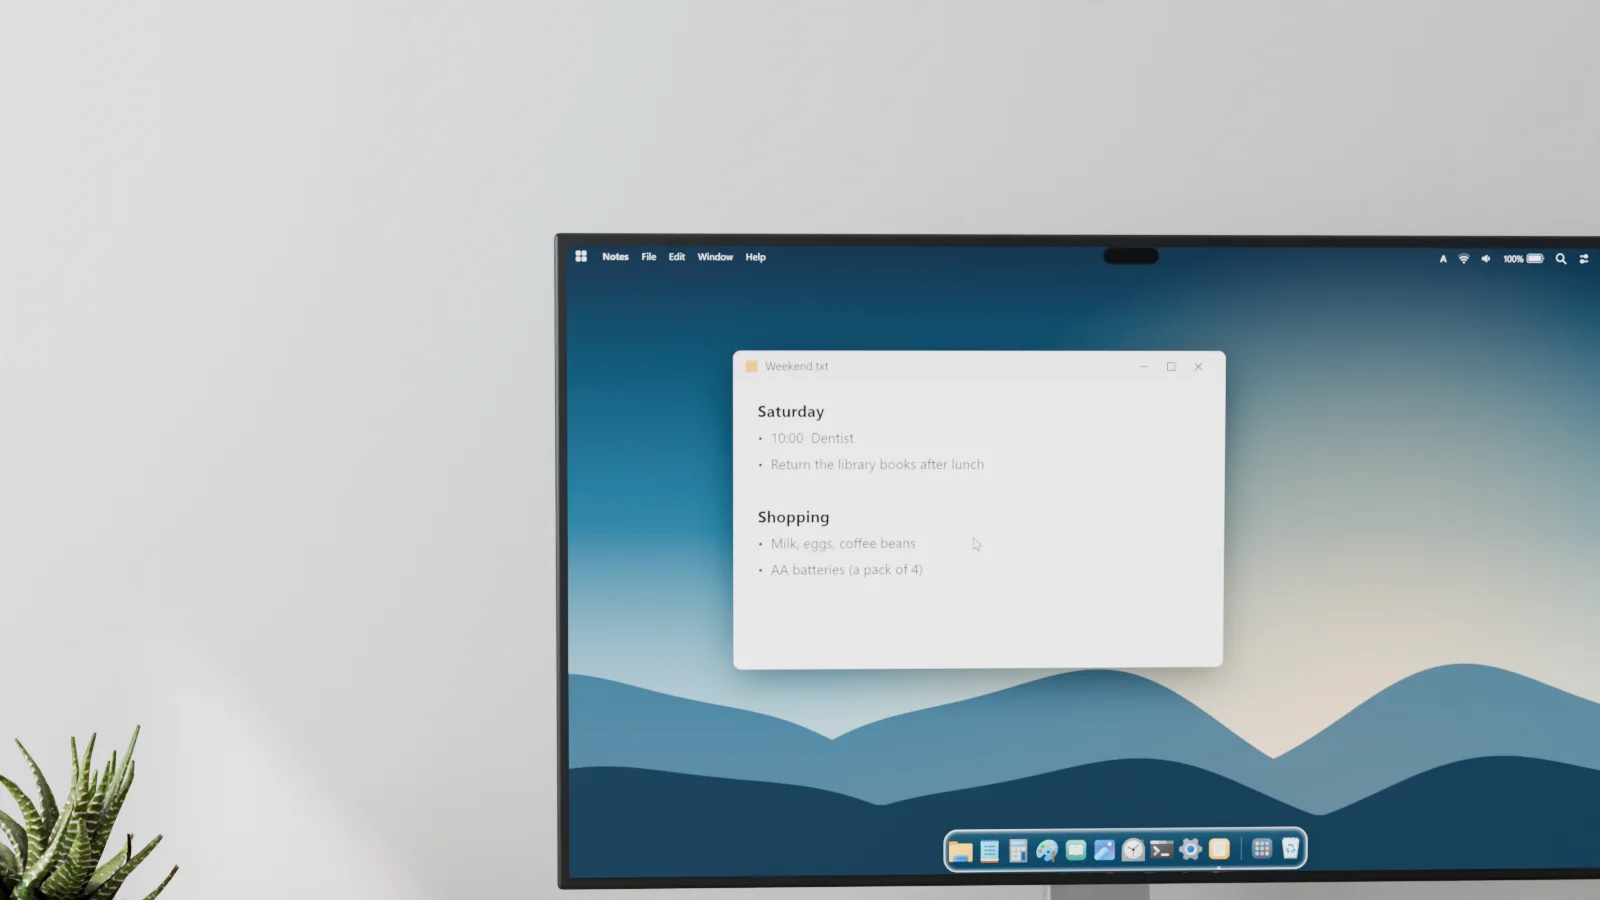 Notes File Edit Window Help
A 100%
Weekend.txt
Saturday
• 10:00 Dentist
• Return the library books after lunch
Shopping
• Milk, eggs, coffee beans
• AA batteries (a pack of 4)